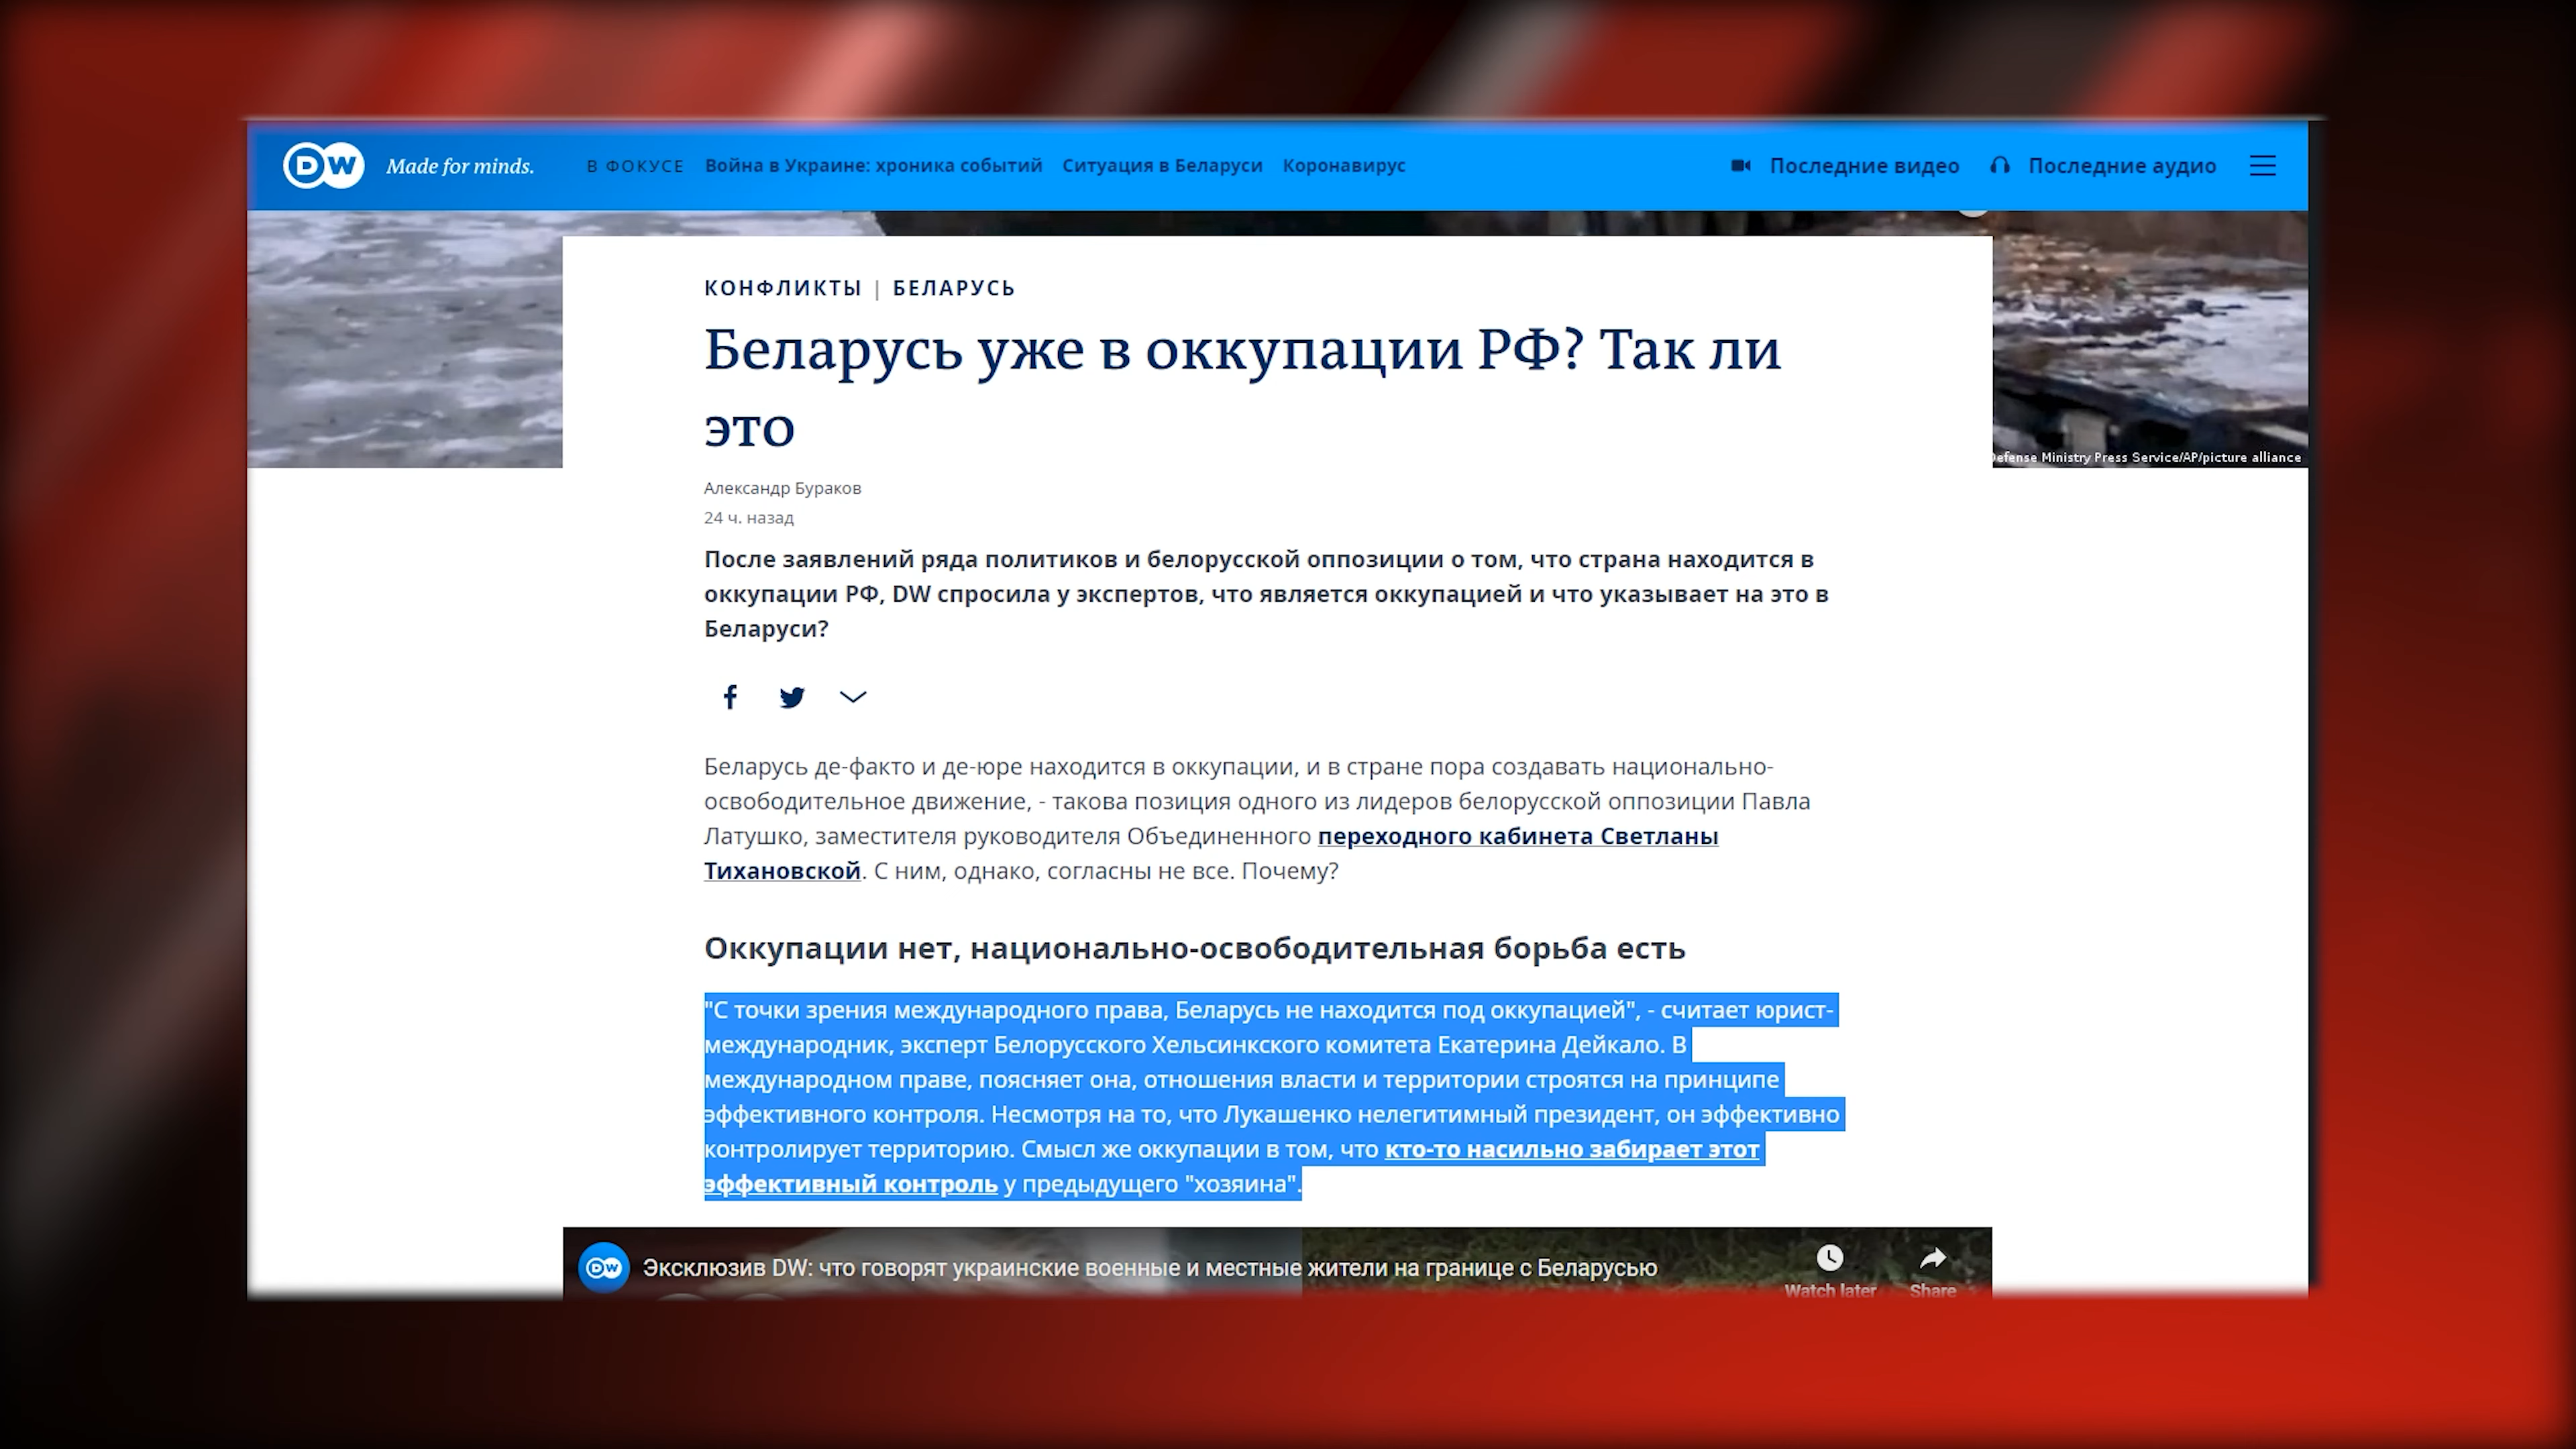 DW Made for minds. В ФОКУСЕ Война в Украине: хроника событий Ситуация в Беларуси Коронавирус Последние видео Последние аудио
КОНФЛИКТЫ | БЕЛАРУСЬ
Беларусь уже в оккупации РФ? Так ли
это
Defense Ministry Press Service/AP/picture alliance
Александр Бураков
24 ч. назад
После заявлений ряда политиков и белорусской оппозиции о том, что страна находится в
оккупации РФ, DW спросила у экспертов, что является оккупацией и что указывает на это в
Беларуси?
Беларусь де-факто и де-юре находится в оккупации, и в стране пора создавать национально-
освободительное движение, - такова позиция одного из лидеров белорусской оппозиции Павла
Латушко, заместителя руководителя Объединенного переходного кабинета Светланы
Тихановской. С ним, однако, согласны не все. Почему?
Оккупации нет, национально-освободительная борьба есть
"С точки зрения международного права, Беларусь не находится под оккупацией", - считает юрист-
международник, эксперт Белорусского Хельсинкского комитета Екатерина Дейкало. В
международном праве, поясняет она, отношения власти и территории строятся на принципе
эффективного контроля. Несмотря на то, что Лукашенко нелегитимный президент, он эффективно
контролирует территорию. Смысл же оккупации в том, что кто-то насильно забирает этот
эффективный контроль у предыдущего "хозяина".
DW Эксклюзив DW: что говорят украинские военные и местные жители на границе с Беларусью
Watch later Share